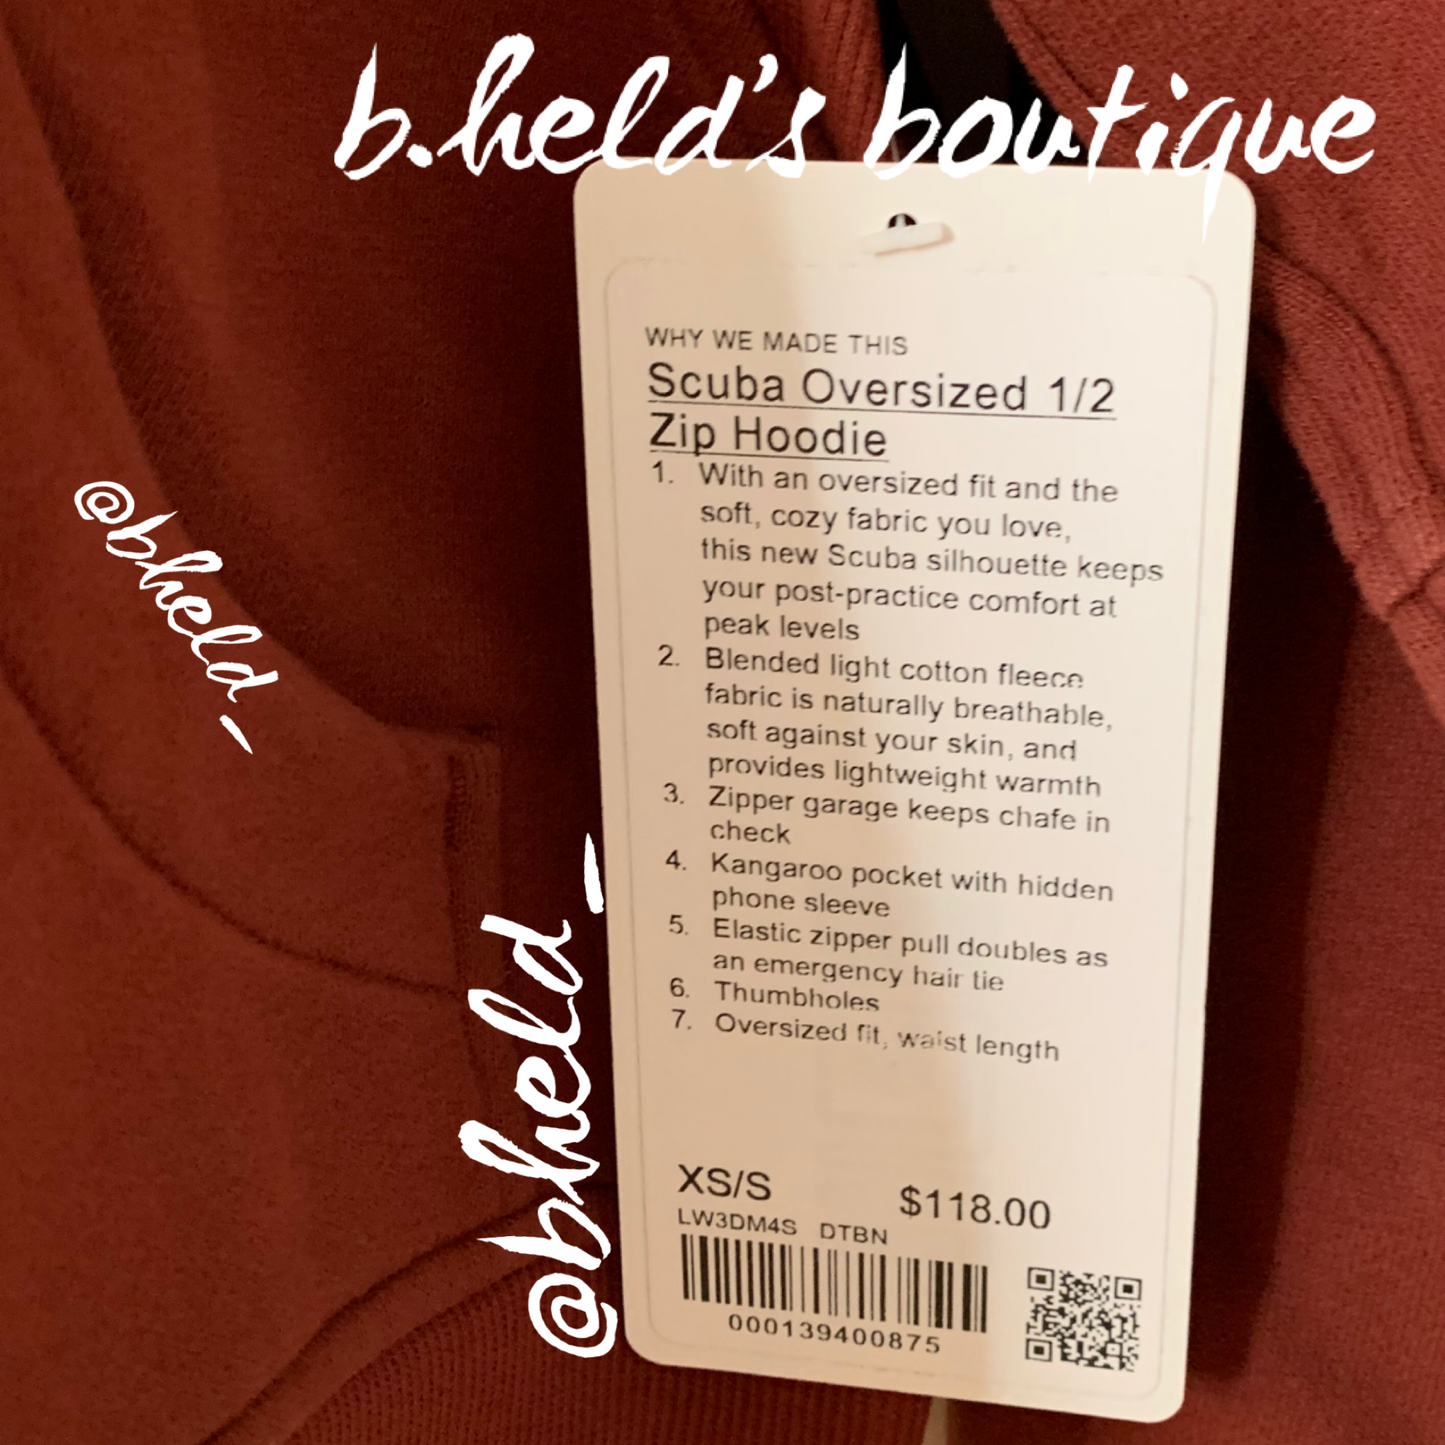 b.held's boutique
WHY WE MADE THIS
Scuba Oversized 1/2
Zip Hoodie
1. With an oversized fit and the
soft, cozy fabric you love,
this new Scuba silhouette keeps
your post-practice comfort at
peak levels
2. Blended light cotton fleece
fabric is naturally breathable,
soft against your skin, and
provides lightweight warmth
3. Zipper garage keeps chafe in
check
4. Kangaroo pocket with hidden
phone sleeve
5. Elastic zipper pull doubles as
an emergency hair tie
6. Thumbholes
7. Oversized fit, waist length
XS/S $118.00
LW3DM4S DTBN
000139400875
@bheld_
@bheld_